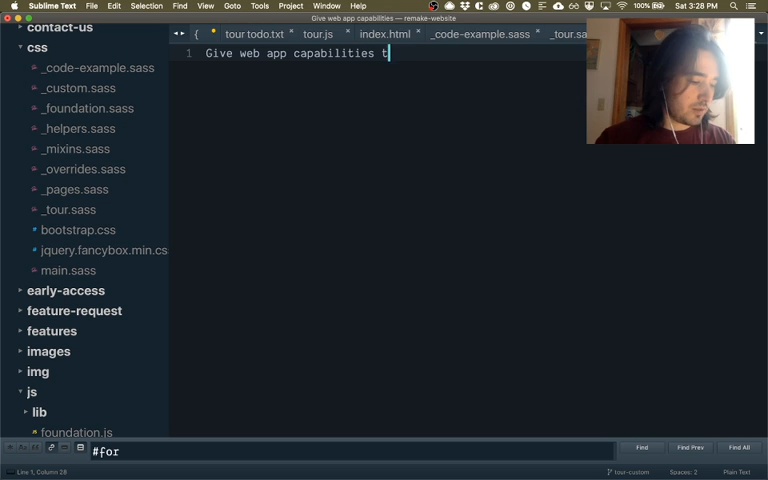 Sublime Text File Edit Selection Find View Goto Tools Project Window Help 100% Sat 3:28 PM
Give web app capabilities — remake-website
contact-us
{ tour todo.txt × tour.js × index.html × _code-example.sass × _tour.sa
css
1 Give web app capabilities t
_code-example.sass
_custom.sass
_foundation.sass
_helpers.sass
_mixins.sass
_overrides.sass
_pages.sass
_tour.sass
bootstrap.css
jquery.fancybox.min.cs
main.sass
early-access
feature-request
features
images
img
js
lib
foundation.js
#for Find Find Prev Find All
Line 1, Column 28 tour-custom Spaces: 2 Plain Text